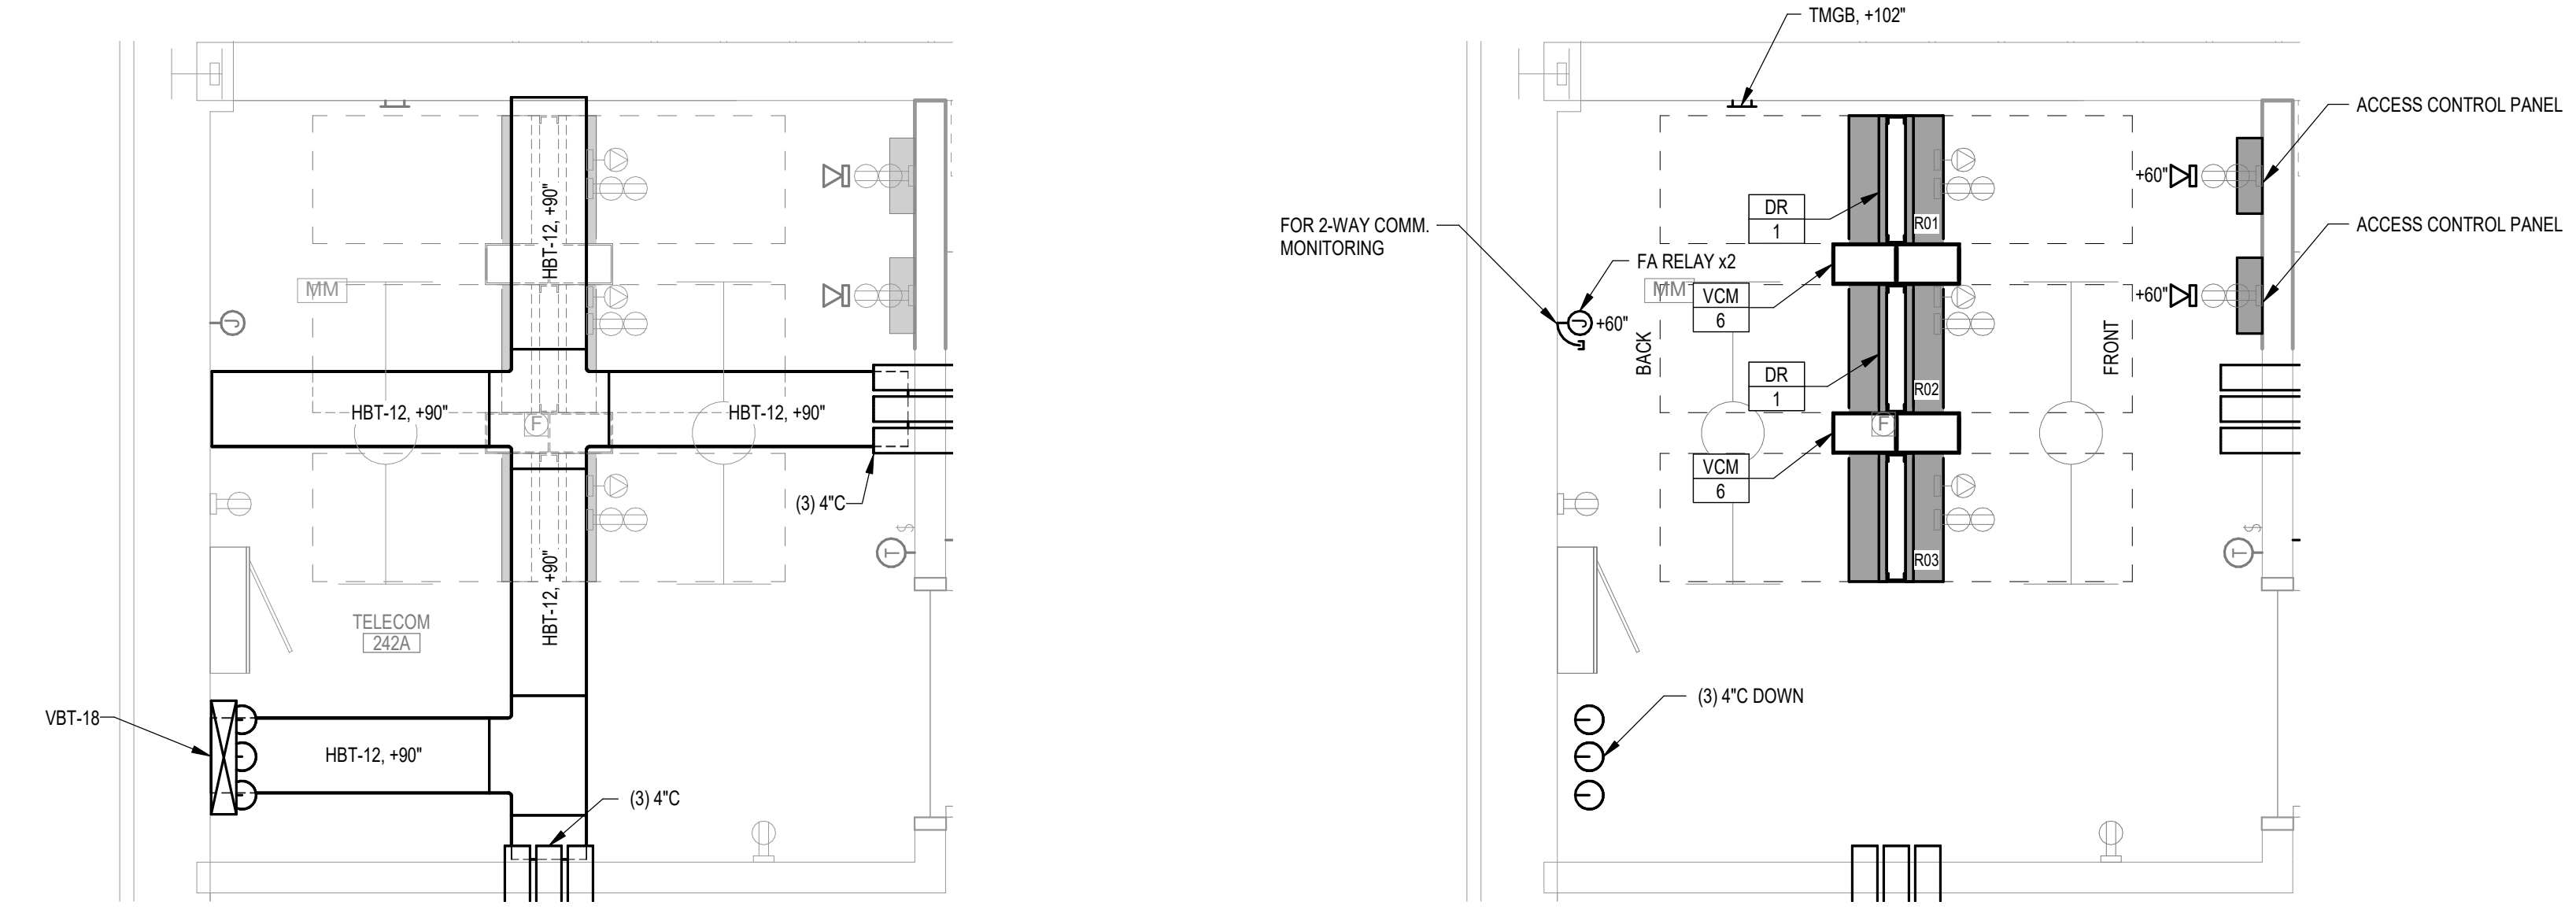 HBT-12, +90"
MM
J
HBT-12, +90"
HBT-12, +90"
F
(3) 4"C
$
T
HBT-12, +90"
TELECOM
242A
VBT-18
HBT-12, +90"
(3) 4"C
TMGB, +102"
ACCESS CONTROL PANEL
+60"
DR
1
R01
FOR 2-WAY COMM.
MONITORING
ACCESS CONTROL PANEL
FA RELAY x2
MM
VCM
6
+60"
J
+60"
BACK
FRONT
DR
1
R02
F
VCM
6
$
T
R03
(3) 4"C DOWN